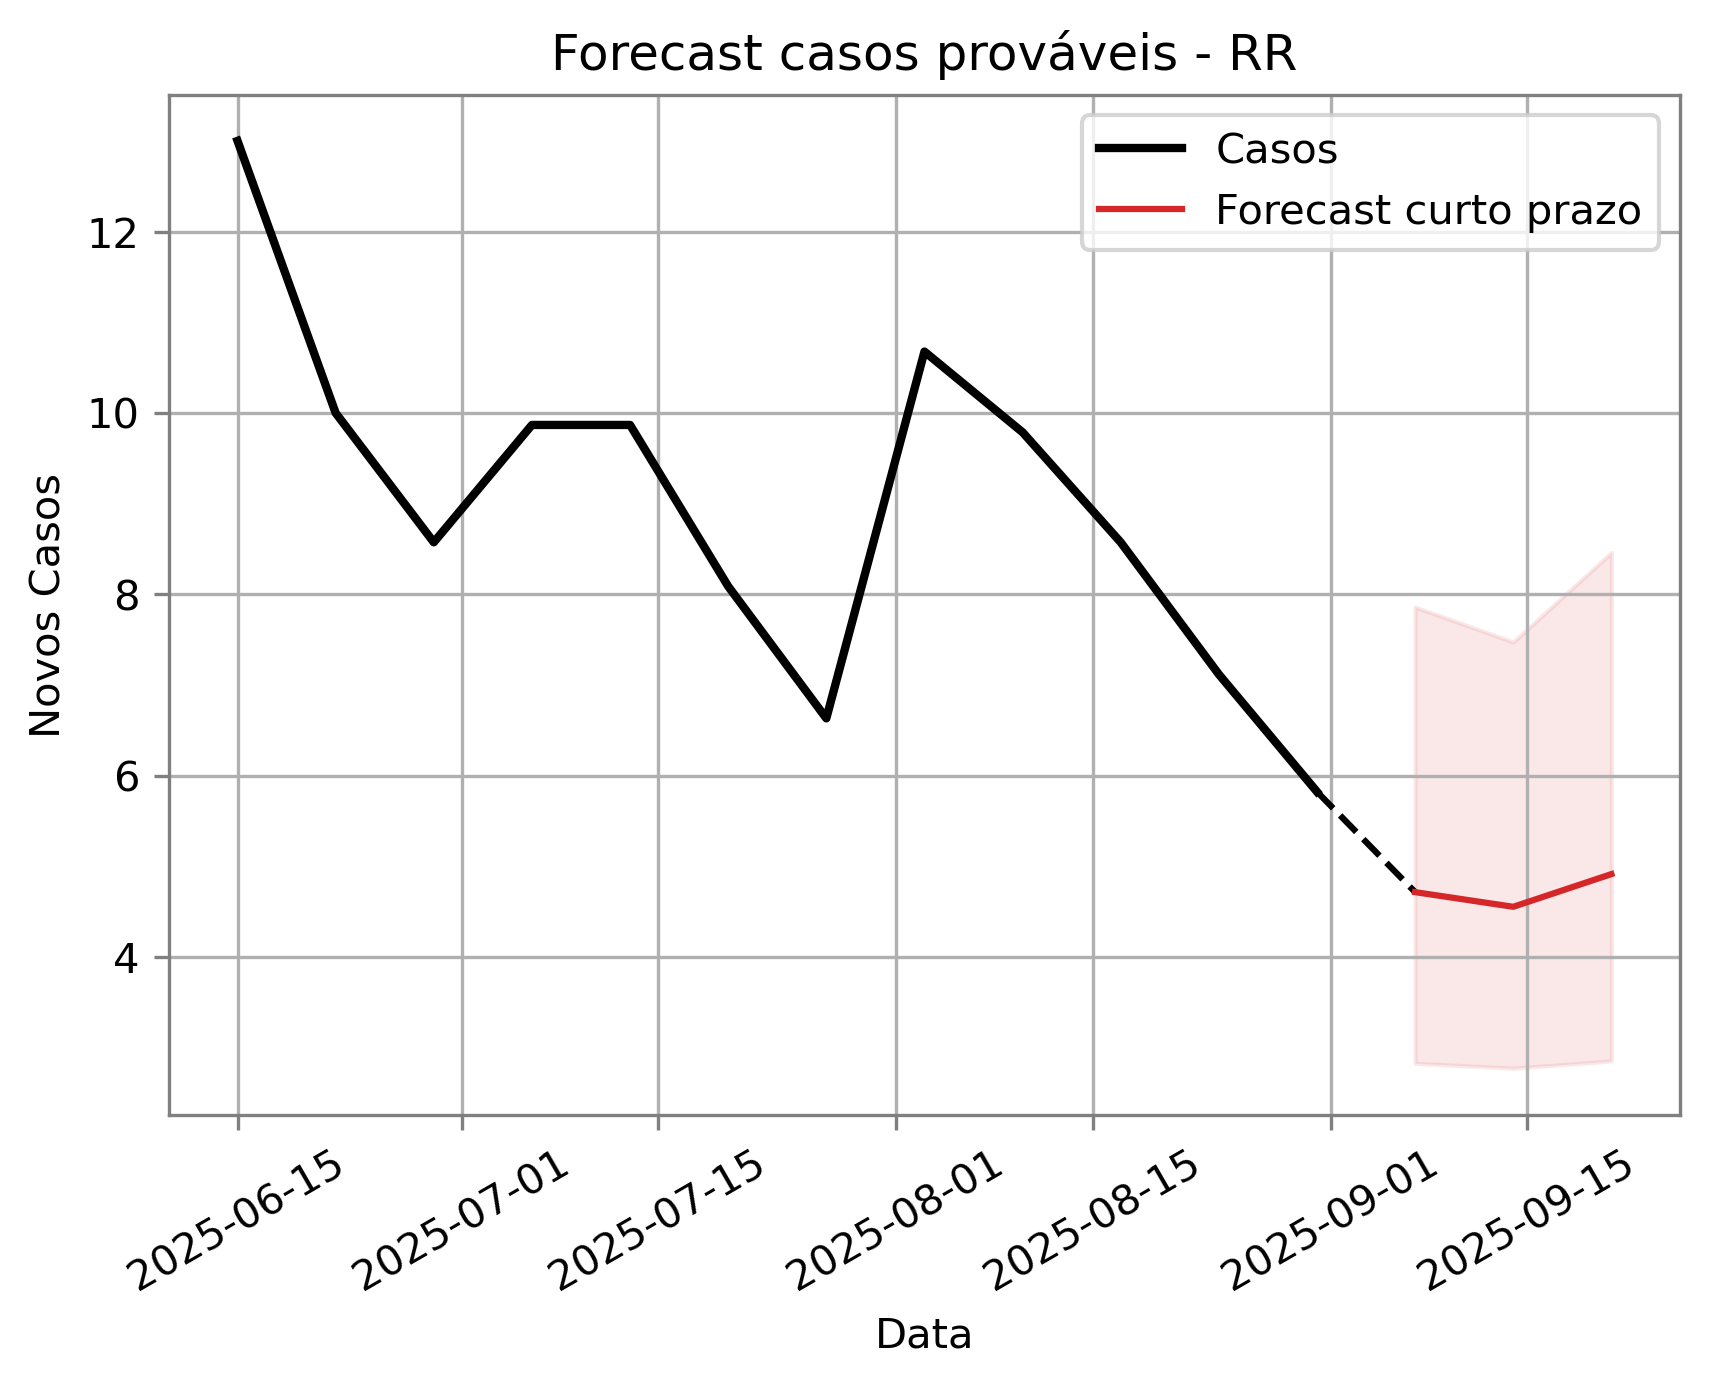 Forecast casos prováveis - RR
Casos
Forecast curto prazo
Novos Casos
12
10
8
6
4
2025-06-15
2025-07-01
2025-07-15
2025-08-01
2025-08-15
2025-09-01
2025-09-15
Data